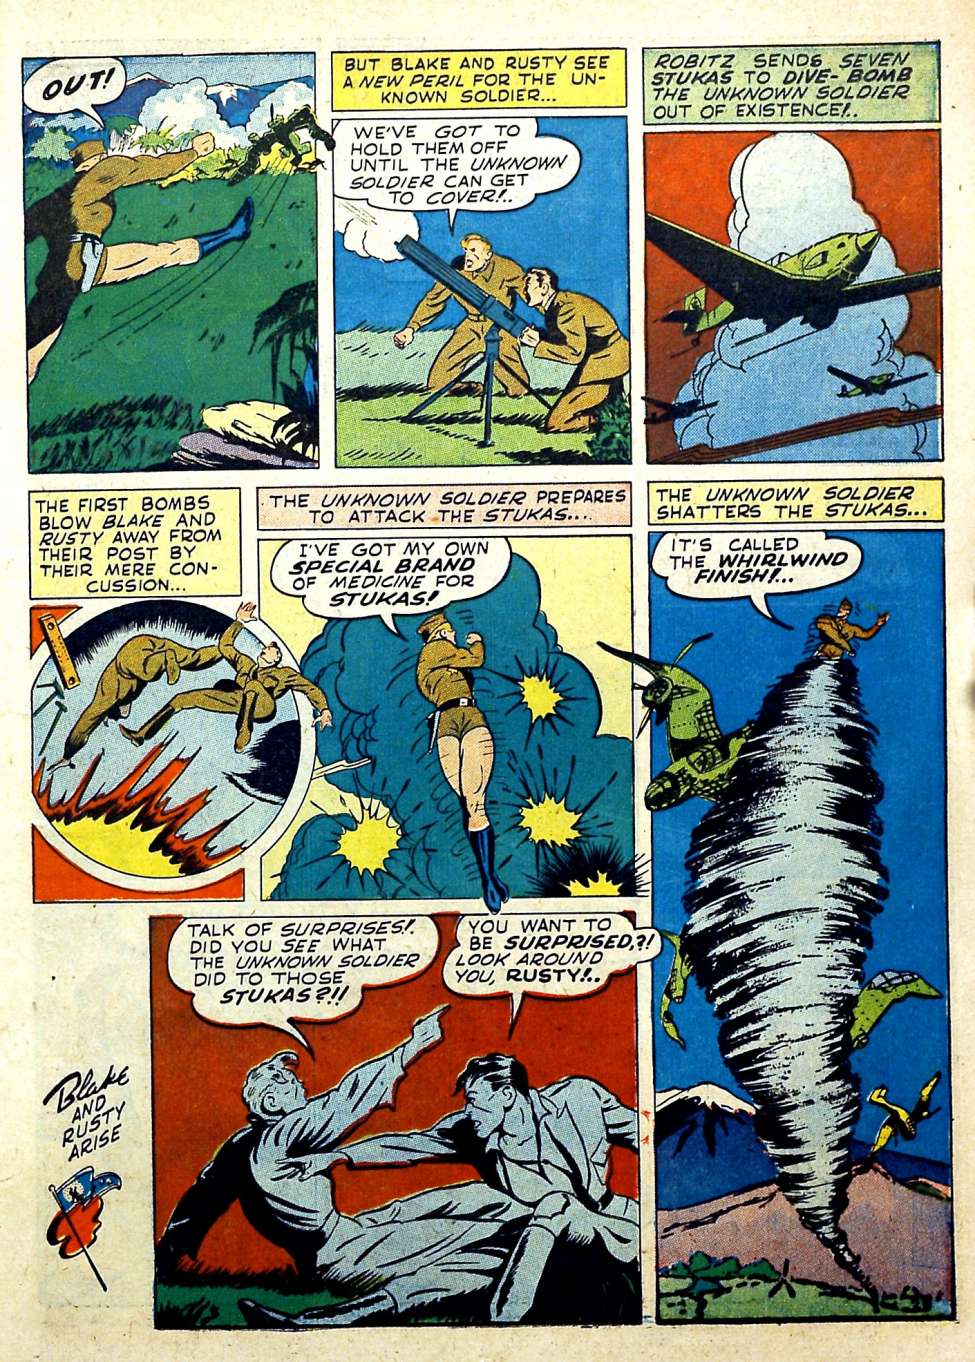 OUT!
BUT BLAKE AND RUSTY SEE
A NEW PERIL FOR THE UN-
KNOWN SOLDIER...
WE'VE GOT TO
HOLD THEM OFF
UNTIL THE UNKNOWN
SOLDIER CAN GET
TO COVER!..
ROBITZ SENDS SEVEN
STUKAS TO DIVE-BOMB
THE UNKNOWN SOLDIER
OUT OF EXISTENCE!..
THE FIRST BOMBS
BLOW BLAKE AND
RUSTY AWAY FROM
THEIR POST BY
THEIR MERE CON-
CUSSION...
THE UNKNOWN SOLDIER PREPARES
TO ATTACK THE STUKAS....
I'VE GOT MY OWN
SPECIAL BRAND
OF MEDICINE FOR
STUKAS!
THE UNKNOWN SOLDIER
SHATTERS THE STUKAS...
IT'S CALLED
THE WHIRLWIND
FINISH!...
Blake
AND
RUSTY
ARISE
TALK OF SURPRISES!.
DID YOU SEE WHAT
THE UNKNOWN SOLDIER
DID TO THOSE
STUKAS?!!
YOU WANT TO
BE SURPRISED,?!
LOOK AROUND
YOU, RUSTY!..